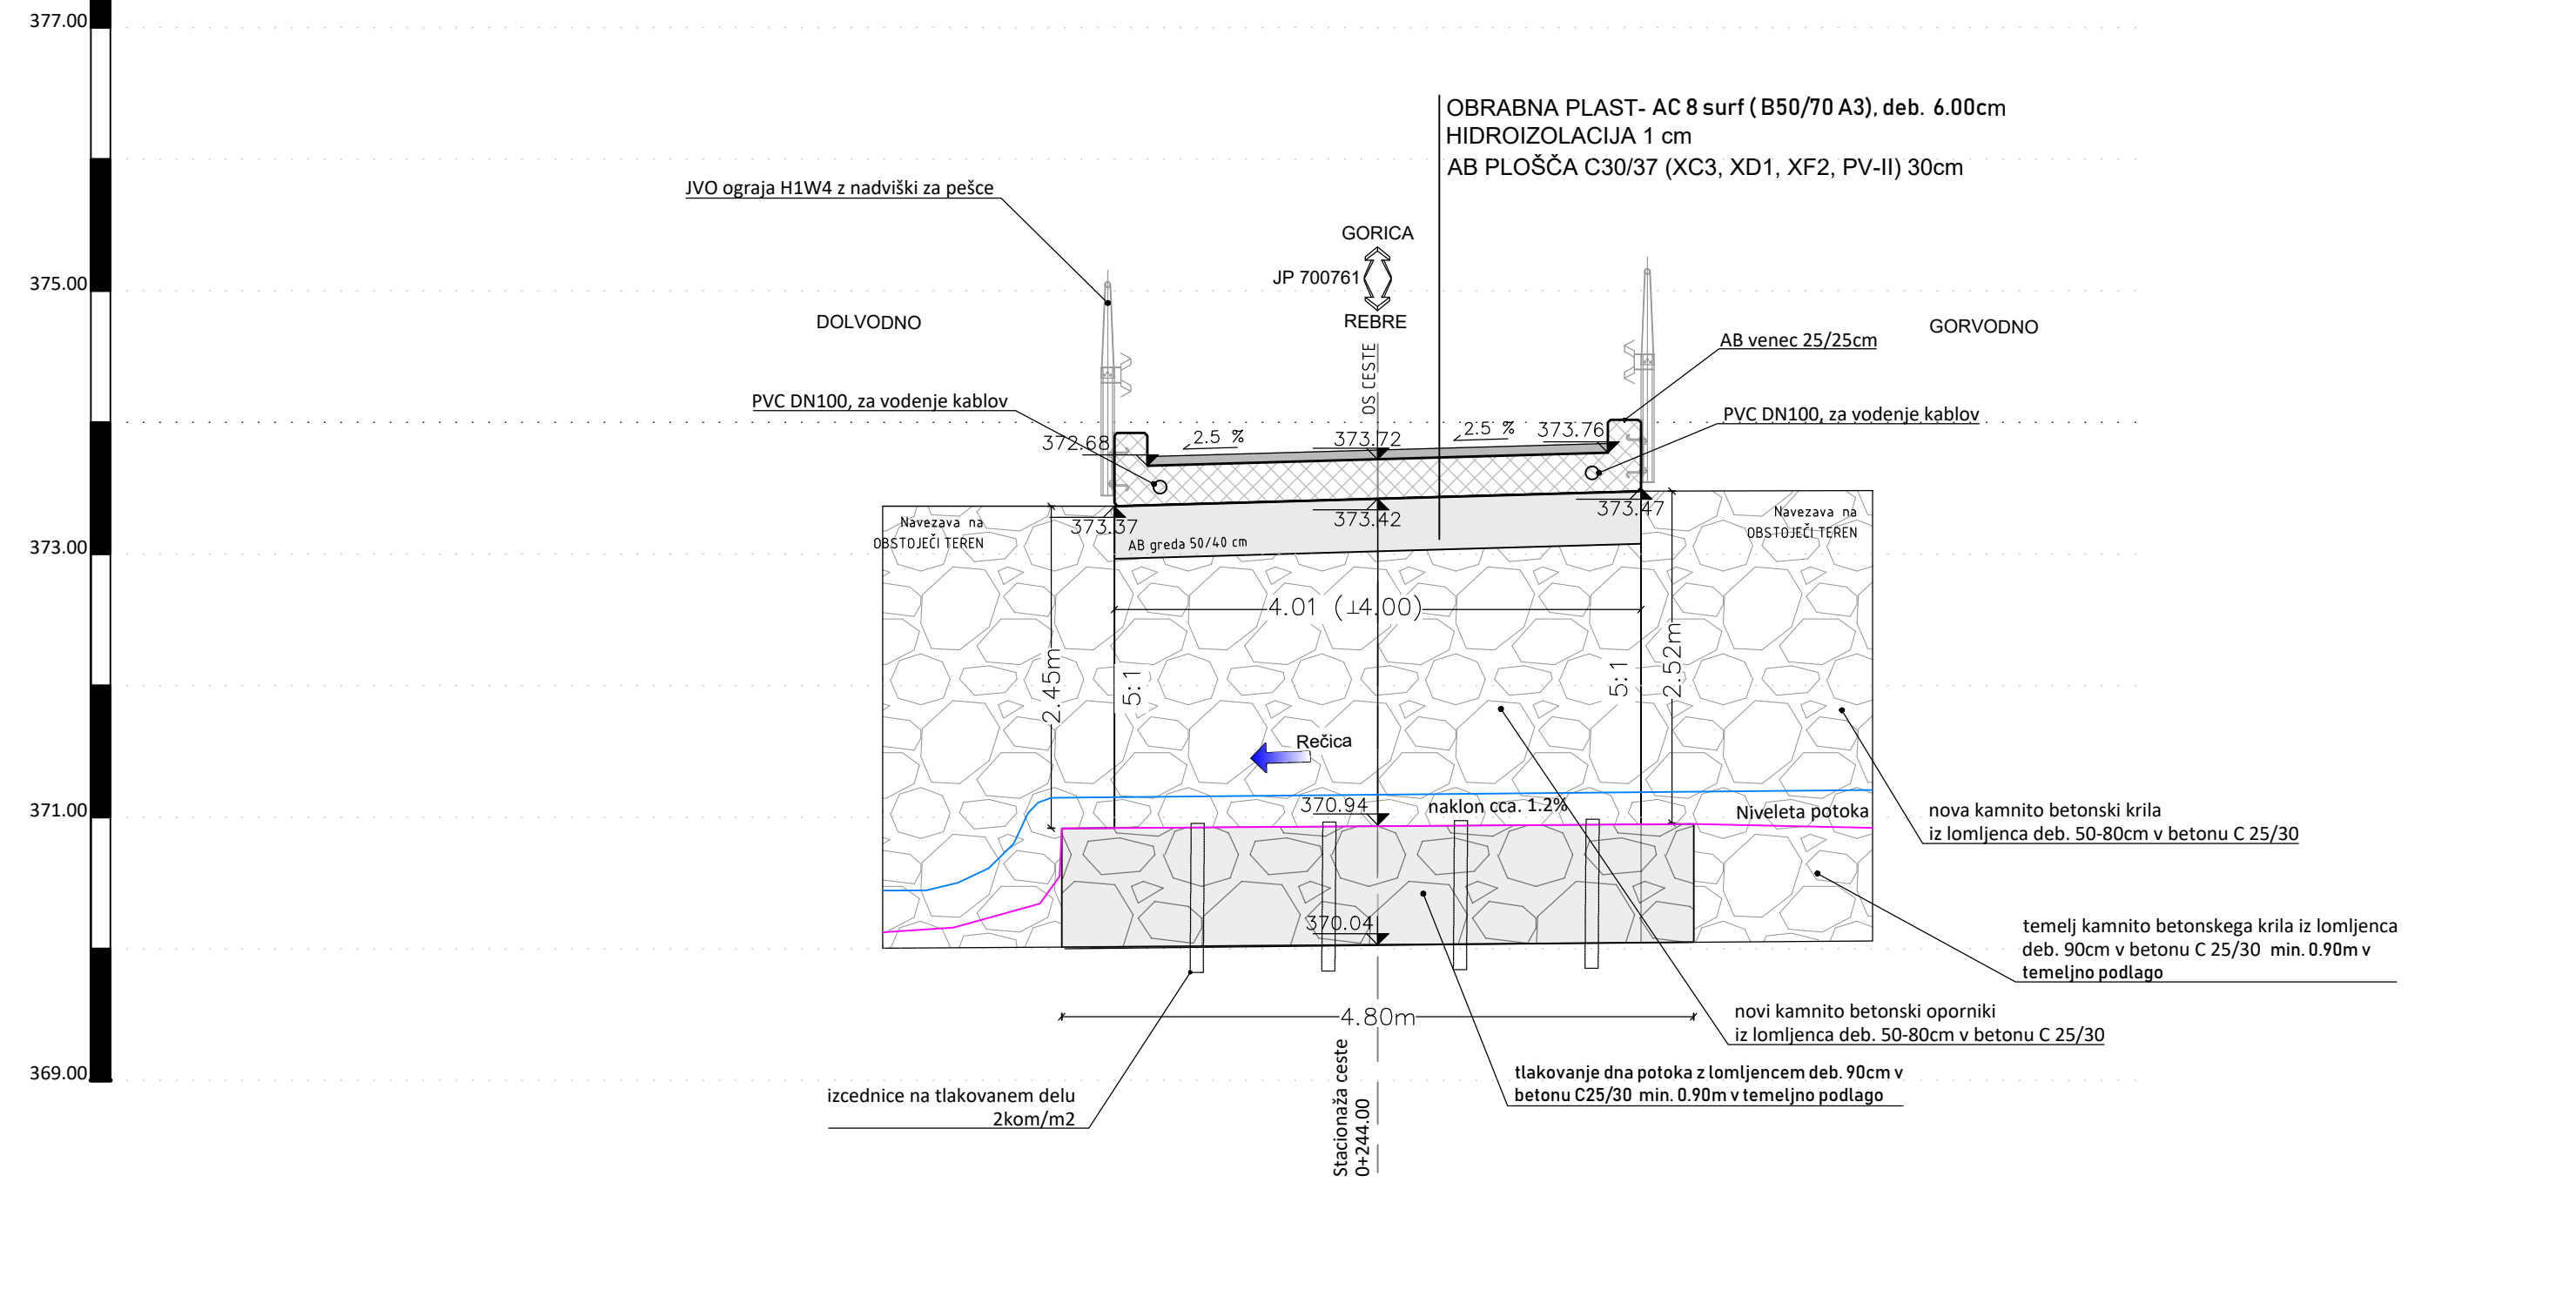 377.00
375.00
373.00
371.00
369.00
OBRABNA PLAST- AC 8 surf ( B50/70 A3), deb. 6.00cm
HIDROIZOLACIJA 1 cm
AB PLOŠČA C30/37 (XC3, XD1, XF2, PV-II) 30cm
JVO ograja H1W4 z nadviški za pešce
GORICA
JP 700761
REBRE
DOLVODNO
GORVODNO
OS CESTE
AB venec 25/25cm
PVC DN100, za vodenje kablov
PVC DN100, za vodenje kablov
372.68
2.5 %
373.72
2.5 %
373.76
373.37
373.42
373.47
Navezava na
OBSTOJEČI TEREN
AB greda 50/40 cm
Navezava na
OBSTOJEČI TEREN
4.01 (⊥4.00)
2.45m
5:1
5:1
2.52m
Rečica
370.94
naklon cca. 1.2%
Niveleta potoka
nova kamnito betonski krila
iz lomljenca deb. 50-80cm v betonu C 25/30
370.04
temelj kamnito betonskega krila iz lomljenca
deb. 90cm v betonu C 25/30 min. 0.90m v
temeljno podlago
4.80m
novi kamnito betonski oporniki
iz lomljenca deb. 50-80cm v betonu C 25/30
tlakovanje dna potoka z lomljencem deb. 90cm v
betonu C25/30 min. 0.90m v temeljno podlago
izcednice na tlakovanem delu
2kom/m2
Stacionaža ceste
0+244.00